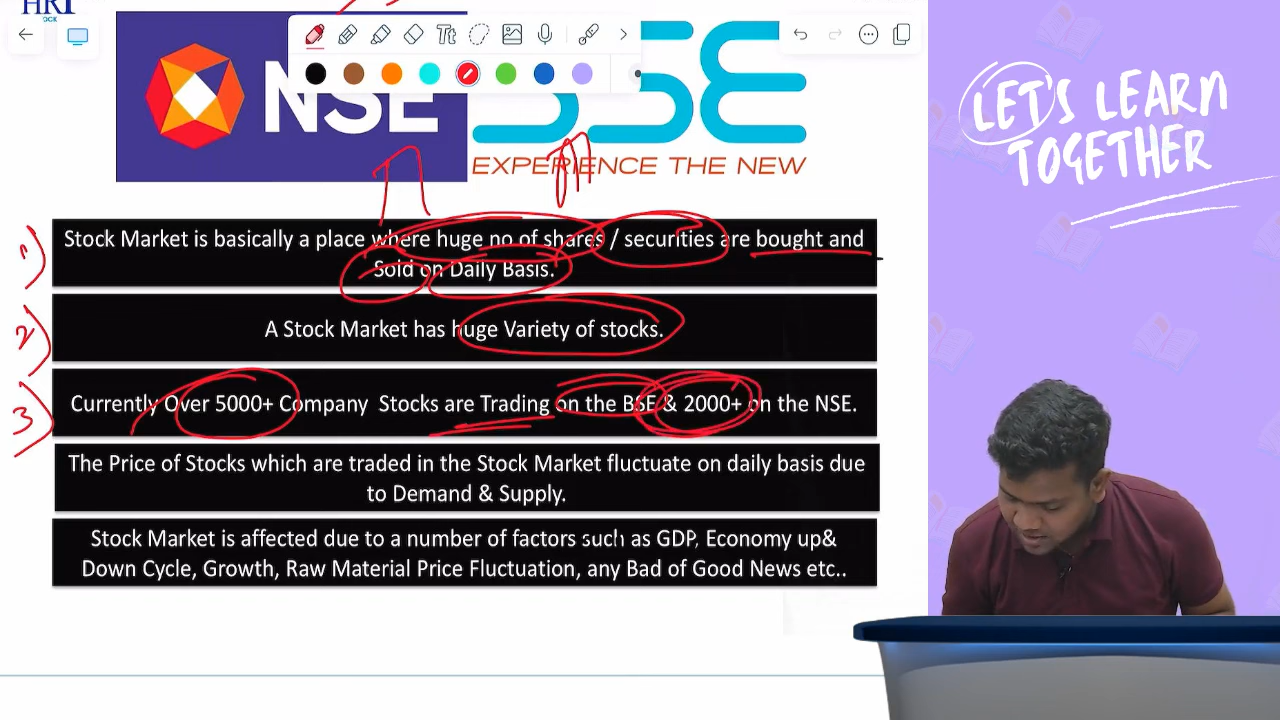 HRI
OCK
Tt
NSE
BSE
EXPERIENCE THE NEW
LET'S LEARN
TOGETHER
1)
Stock Market is basically a place where huge no of shares / securities are bought and
Sold on Daily Basis.
2)
A Stock Market has huge Variety of stocks.
3)
Currently Over 5000+ Company Stocks are Trading on the BSE & 2000+ on the NSE.
The Price of Stocks which are traded in the Stock Market fluctuate on daily basis due
to Demand & Supply.
Stock Market is affected due to a number of factors such as GDP, Economy up&
Down Cycle, Growth, Raw Material Price Fluctuation, any Bad of Good News etc..